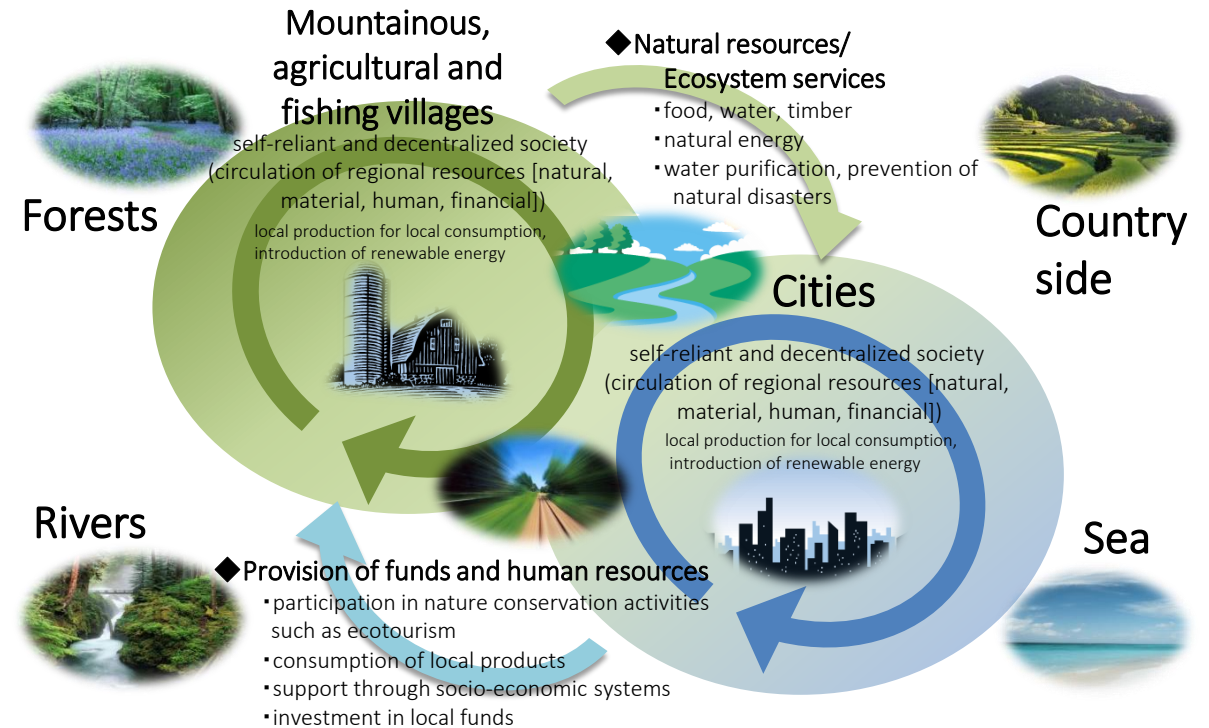 Mountainous,
agricultural and
fishing villages
self-reliant and decentralized society
(circulation of regional resources [natural,
material, human, financial])
local production for local consumption,
introduction of renewable energy
◆Natural resources/
Ecosystem services
・food, water, timber
・natural energy
・water purification, prevention of
natural disasters
Forests
Country
side
Cities
self-reliant and decentralized society
(circulation of regional resources [natural,
material, human, financial])
local production for local consumption,
introduction of renewable energy
Rivers
Sea
◆Provision of funds and human resources
・participation in nature conservation activities
such as ecotourism
・consumption of local products
・support through socio-economic systems
・investment in local funds